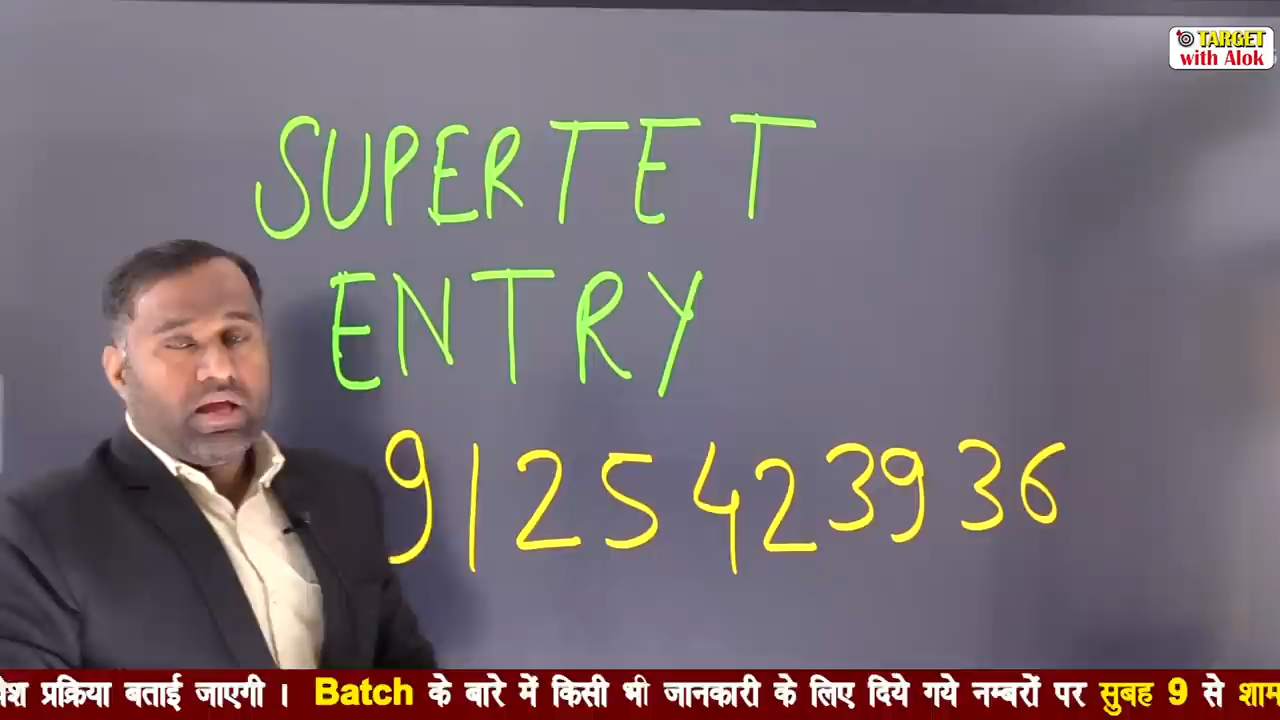 TARGET
with Alok
SUPERTET
ENTRY
9125423936
प्रक्रिया बताई जाएगी । Batch के बारे में किसी भी जानकारी के लिए दिये गये नम्बरों पर सुबह 9 से शाम